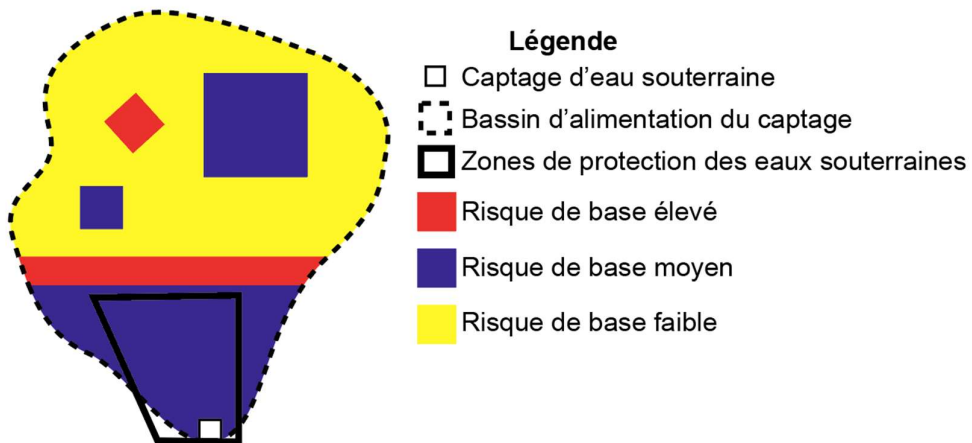 Légende
Captage d'eau souterraine
Bassin d'alimentation du captage
Zones de protection des eaux souterraines
Risque de base élevé
Risque de base moyen
Risque de base faible